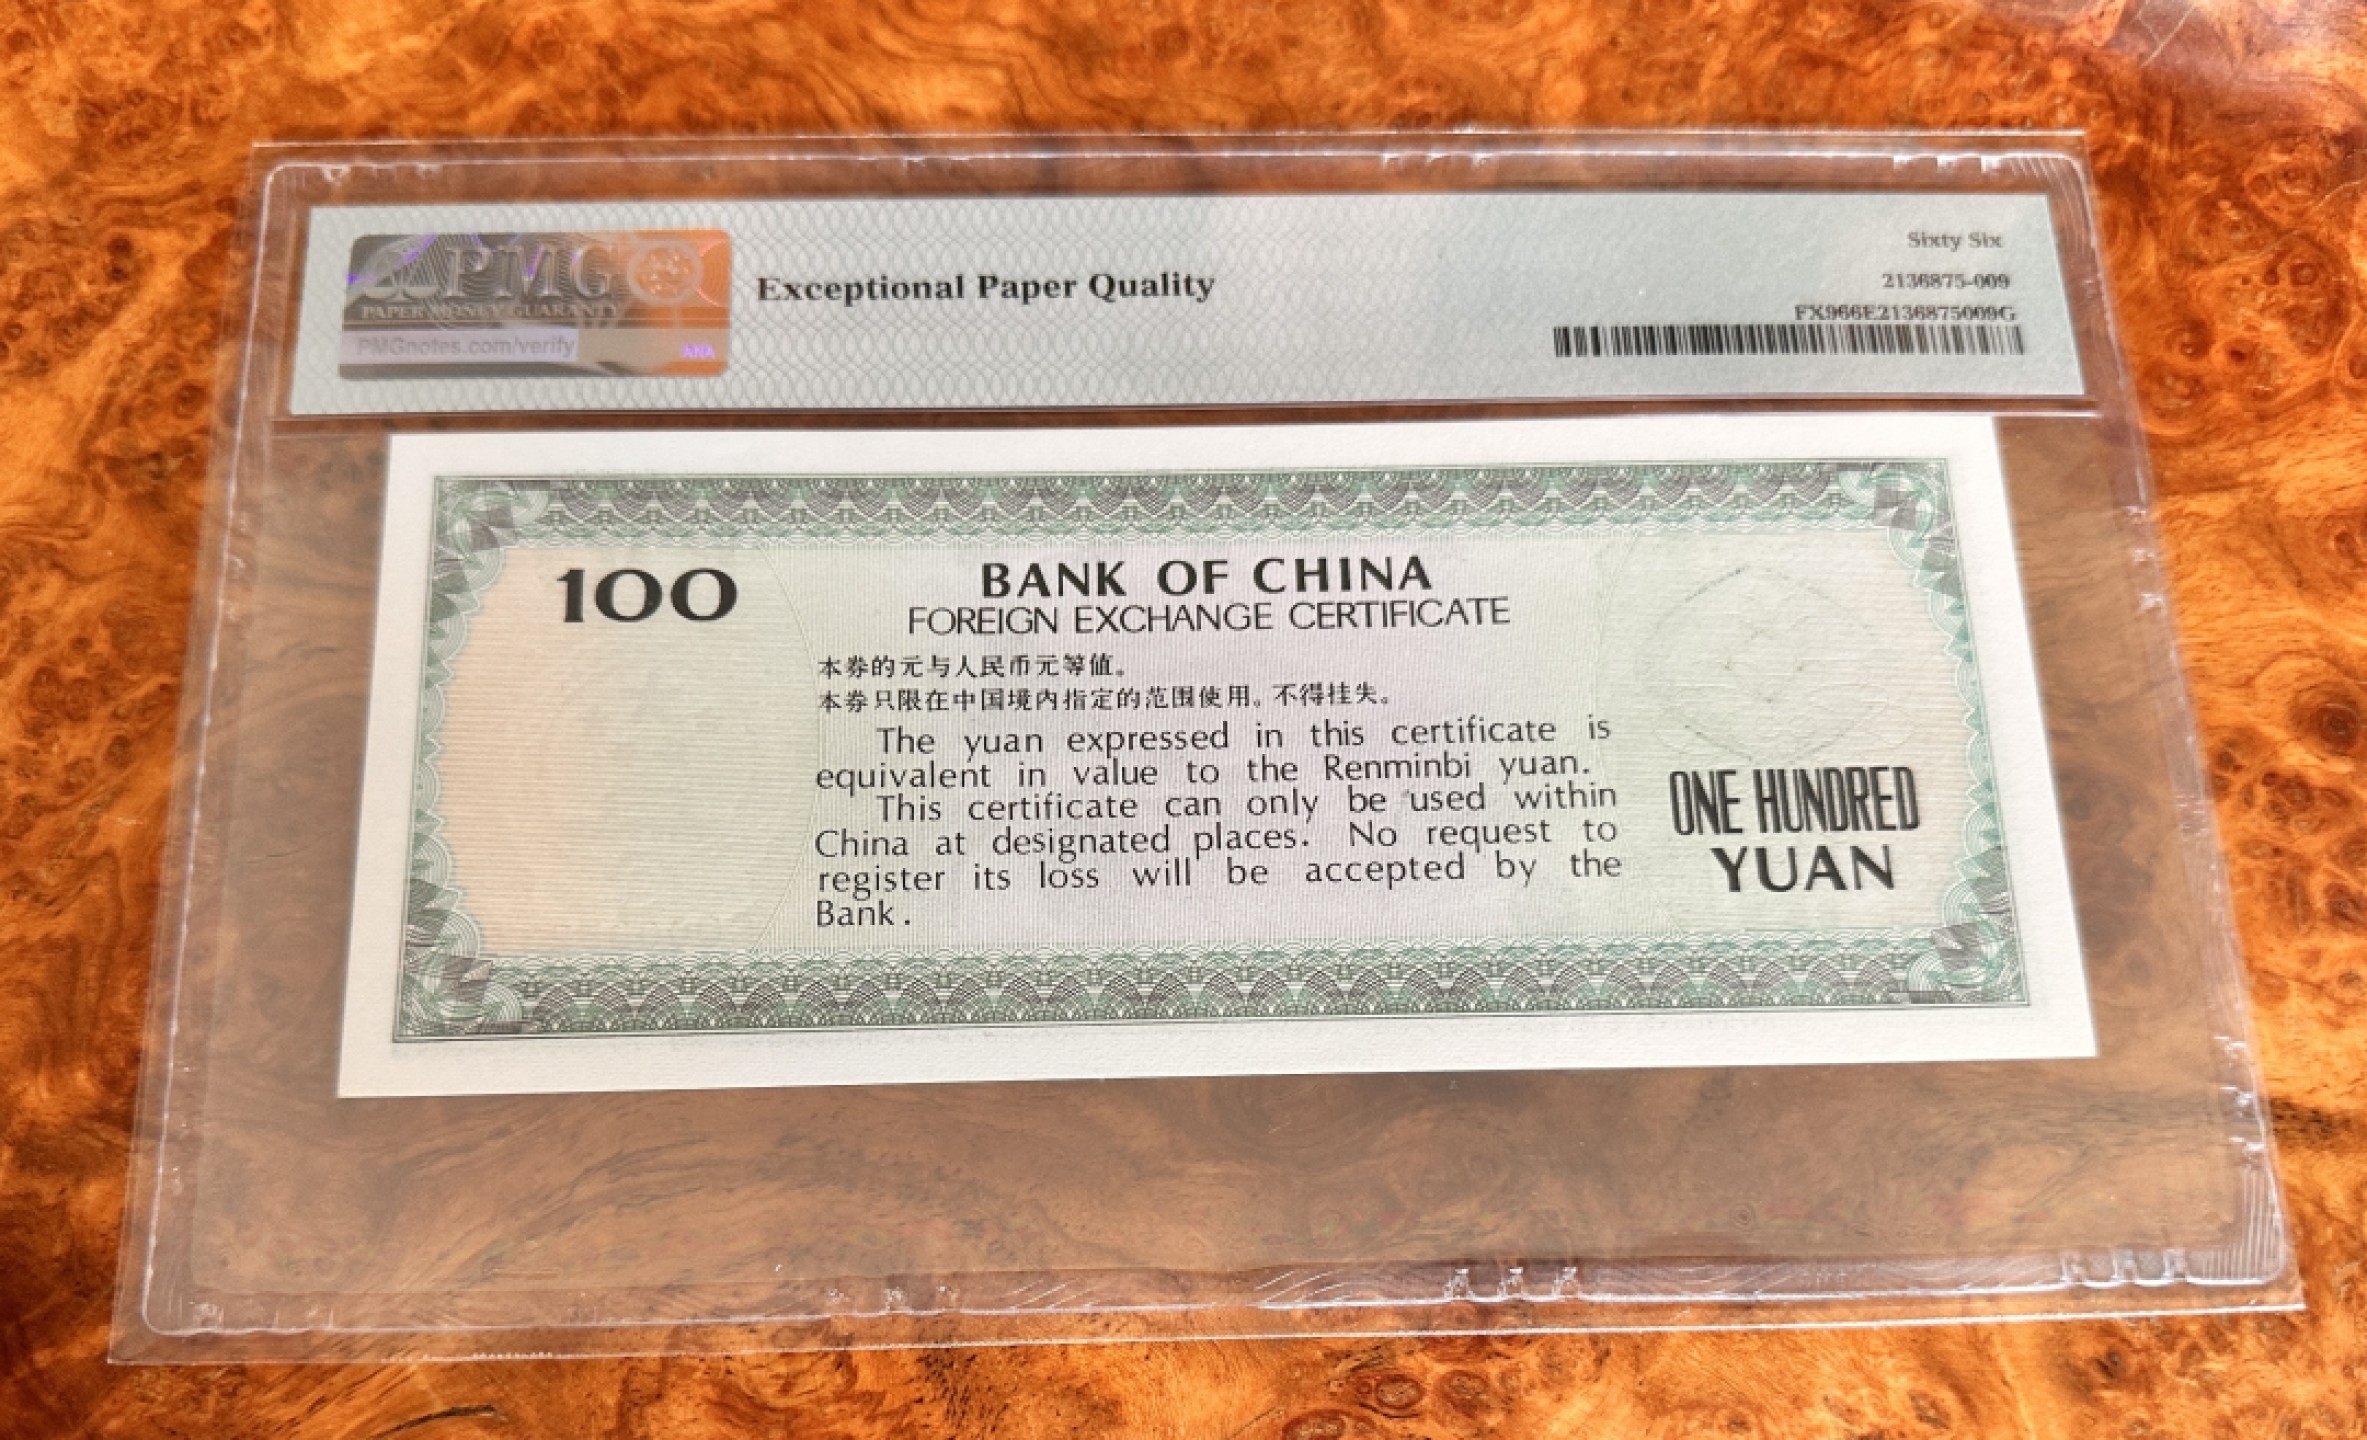 PMG
PAPER MONEY GUARANTY
PMGnotes.com/verify
ANA
Exceptional Paper Quality
Sixty Six
2136875-009
FX966E2136875009G
100
BANK OF CHINA
FOREIGN EXCHANGE CERTIFICATE
本券的元与人民币元等值。
本券只限在中国境内指定的范围使用。不得挂失。
The yuan expressed in this certificate is
equivalent in value to the Renminbi yuan.
This certificate can only be used within
China at designated places. No request to
register its loss will be accepted by the
Bank.
ONE HUNDRED
YUAN